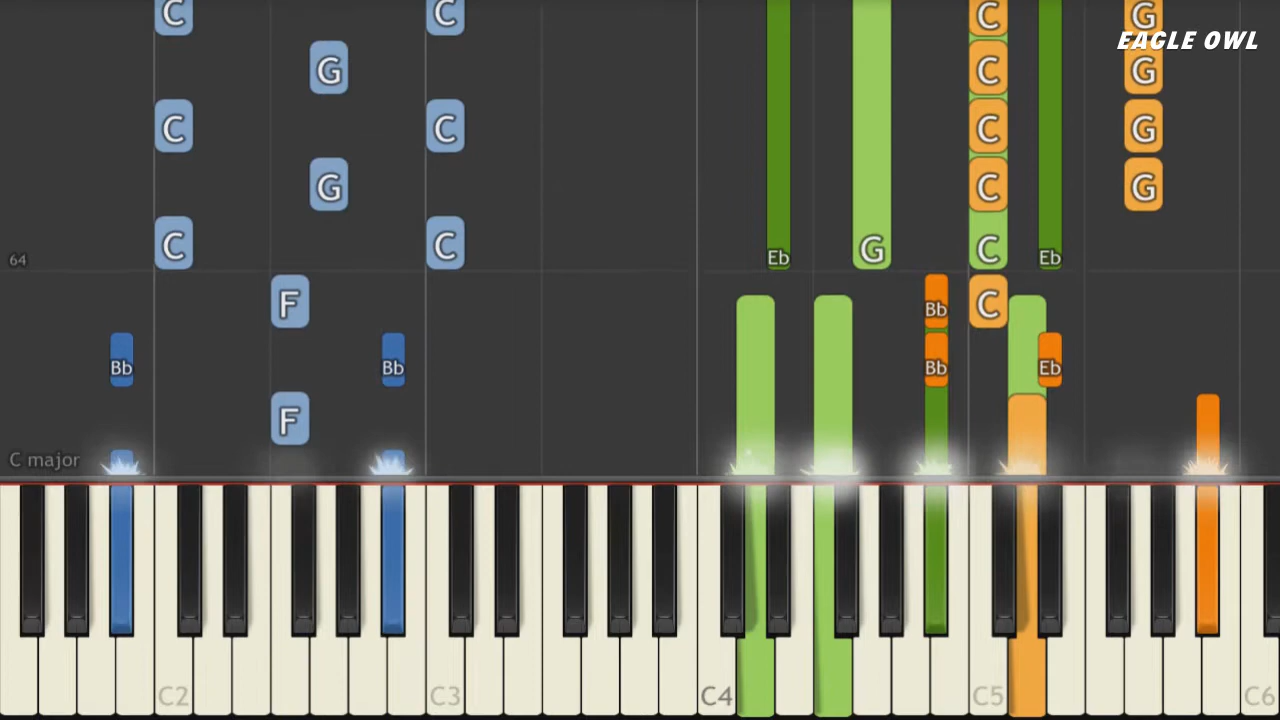 C C C G
EAGLE OWL
G C G
C C C G
G C G
C C C
64 Eb G Eb
F Bb C
Bb Bb Bb Eb
F
C major
C2 C3 C4 C5 C6